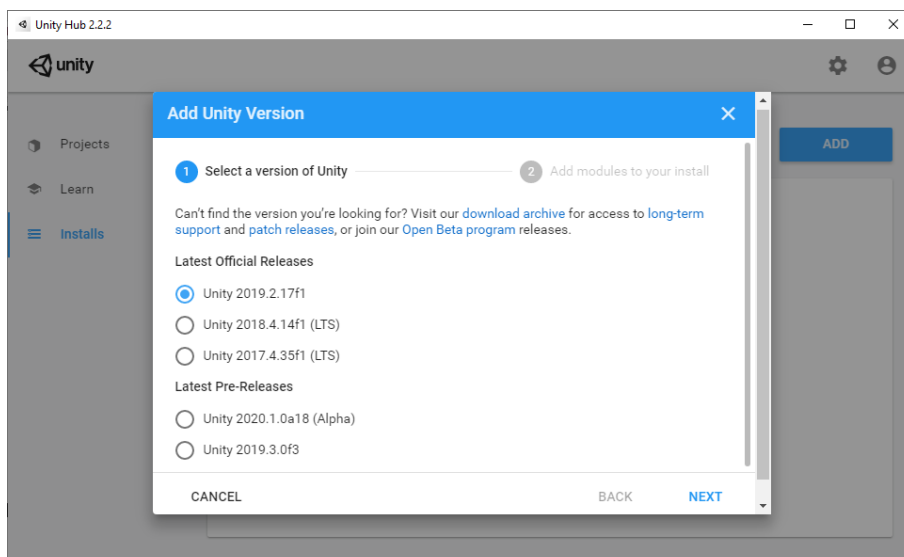 Unity Hub 2.2.2
unity
Projects
Learn
Installs
ADD
Add Unity Version
1 Select a version of Unity
2 Add modules to your install
Can't find the version you're looking for? Visit our download archive for access to long-term
support and patch releases, or join our Open Beta program releases.
Latest Official Releases
Unity 2019.2.17f1
Unity 2018.4.14f1 (LTS)
Unity 2017.4.35f1 (LTS)
Latest Pre-Releases
Unity 2020.1.0a18 (Alpha)
Unity 2019.3.0f3
CANCEL
BACK
NEXT